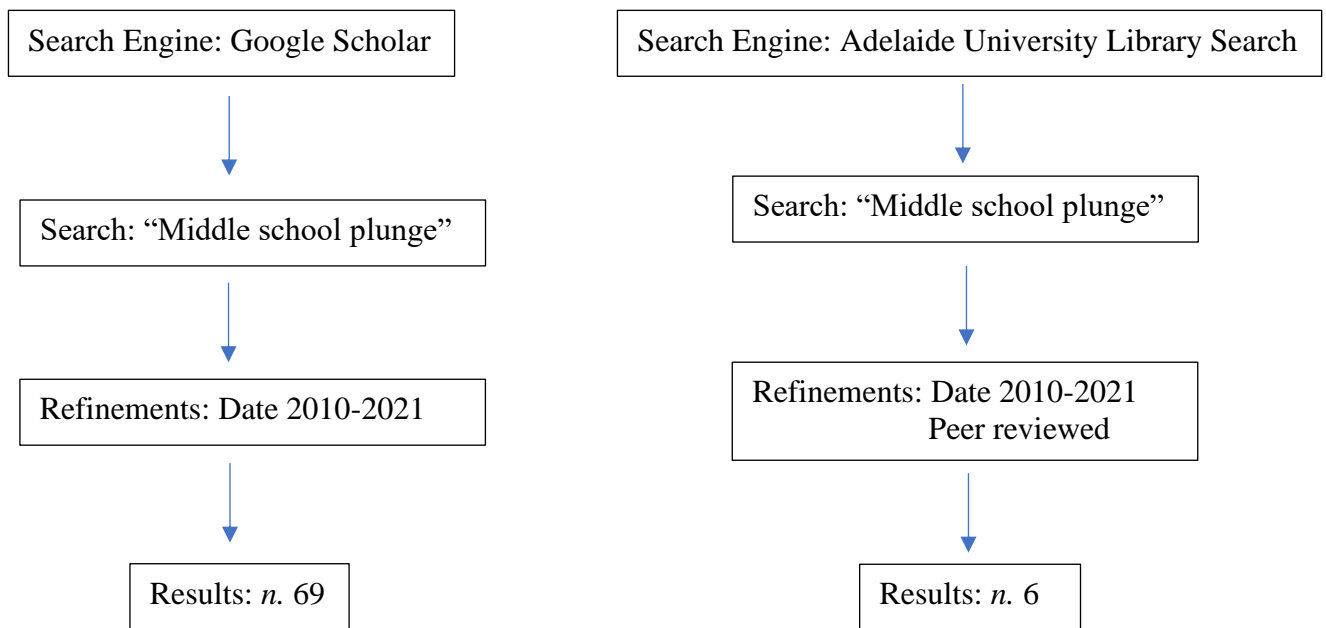 Search Engine: Google Scholar
Search: “Middle school plunge”
Refinements: Date 2010-2021
Results: n. 69
Search Engine: Adelaide University Library Search
Search: “Middle school plunge”
Refinements: Date 2010-2021
Peer reviewed
Results: n. 6